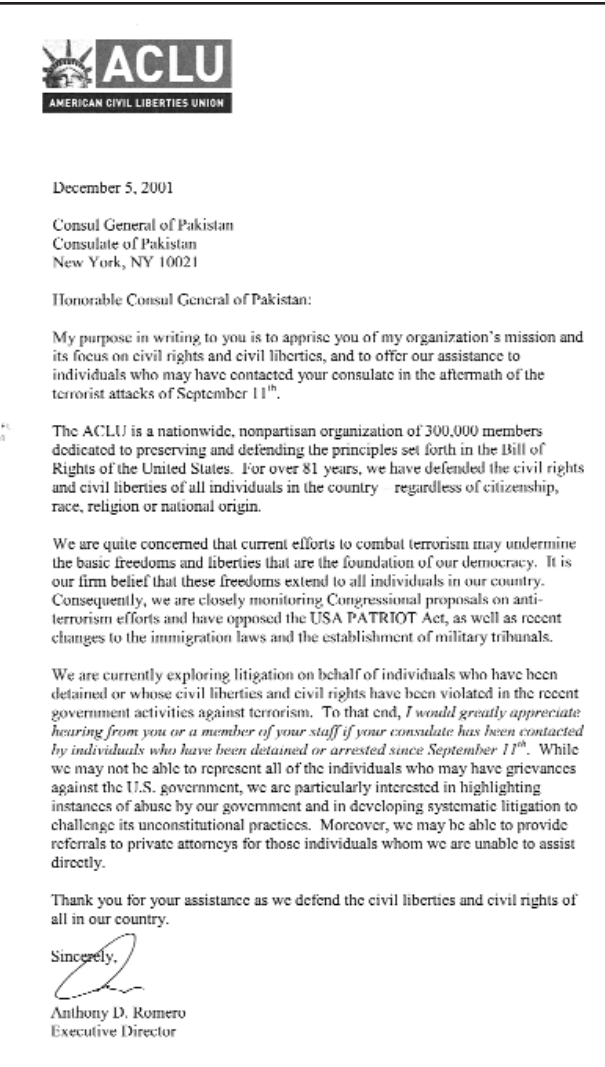 ACLU
AMERICAN CIVIL LIBERTIES UNION
December 5, 2001
Consul General of Pakistan
Consulate of Pakistan
New York, NY 10021
Honorable Consul General of Pakistan:
My purpose in writing to you is to apprise you of my organization's mission and
its focus on civil rights and civil liberties, and to offer our assistance to
individuals who may have contacted your consulate in the aftermath of the
terrorist attacks of September 11th.
The ACLU is a nationwide, nonpartisan organization of 300,000 members
dedicated to preserving and defending the principles set forth in the Bill of
Rights of the United States. For over 81 years, we have defended the civil rights
and civil liberties of all individuals in the country – regardless of citizenship,
race, religion or national origin.
We are quite concerned that current efforts to combat terrorism may undermine
the basic freedoms and liberties that are the foundation of our democracy. It is
our firm belief that these freedoms extend to all individuals in our country.
Consequently, we are closely monitoring Congressional proposals on anti-
terrorism efforts and have opposed the USA PATRIOT Act, as well as recent
changes to the immigration laws and the establishment of military tribunals.
We are currently exploring litigation on behalf of individuals who have been
detained or whose civil liberties and civil rights have been violated in the recent
government activities against terrorism. To that end, I would greatly appreciate
hearing from you or a member of your staff if your consulate has been contacted
by individuals who have been detained or arrested since September 11th. While
we may not be able to represent all of the individuals who may have grievances
against the U.S. government, we are particularly interested in highlighting
instances of abuse by our government and in developing systematic litigation to
challenge its unconstitutional practices. Moreover, we may be able to provide
referrals to private attorneys for those individuals whom we are unable to assist
directly.
Thank you for your assistance as we defend the civil liberties and civil rights of
all in our country.
Sincerely,
Anthony D. Romero
Executive Director